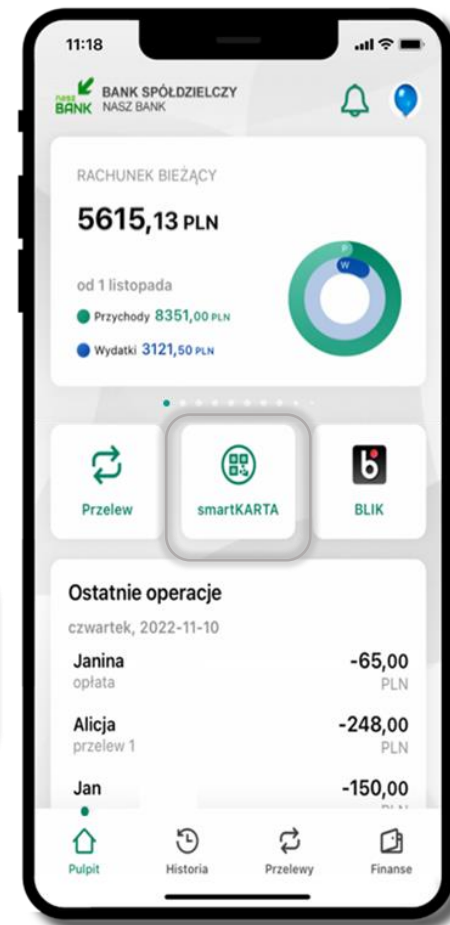 11:18
nasz BANK
BANK SPÓŁDZIELCZY
NASZ BANK
RACHUNEK BIEŻĄCY
5615,13 PLN
od 1 listopada
Przychody 8351,00 PLN
Wydatki 3121,50 PLN
P
W
Przelew
smartKARTA
BLIK
Ostatnie operacje
czwartek, 2022-11-10
Janina -65,00
opłata PLN
Alicja -248,00
przelew 1 PLN
Jan -150,00
Pulpit Historia Przelewy Finanse